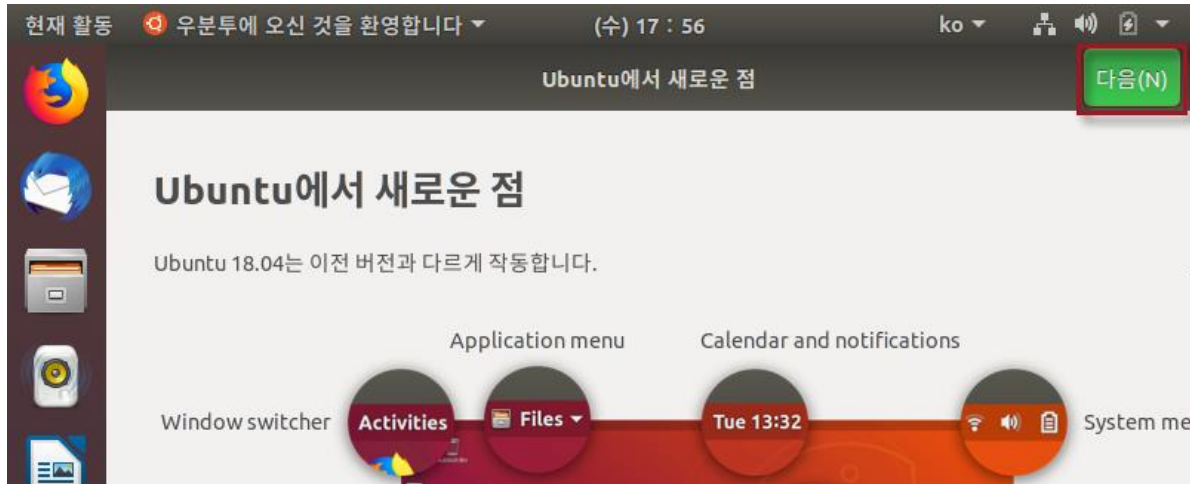 현재 활동 우분투에 오신 것을 환영합니다 (수) 17 : 56 ko
Ubuntu에서 새로운 점 다음(N)
Ubuntu에서 새로운 점
Ubuntu 18.04는 이전 버전과 다르게 작동합니다.
Application menu Calendar and notifications
Window switcher Activities Files Tue 13:32 System me